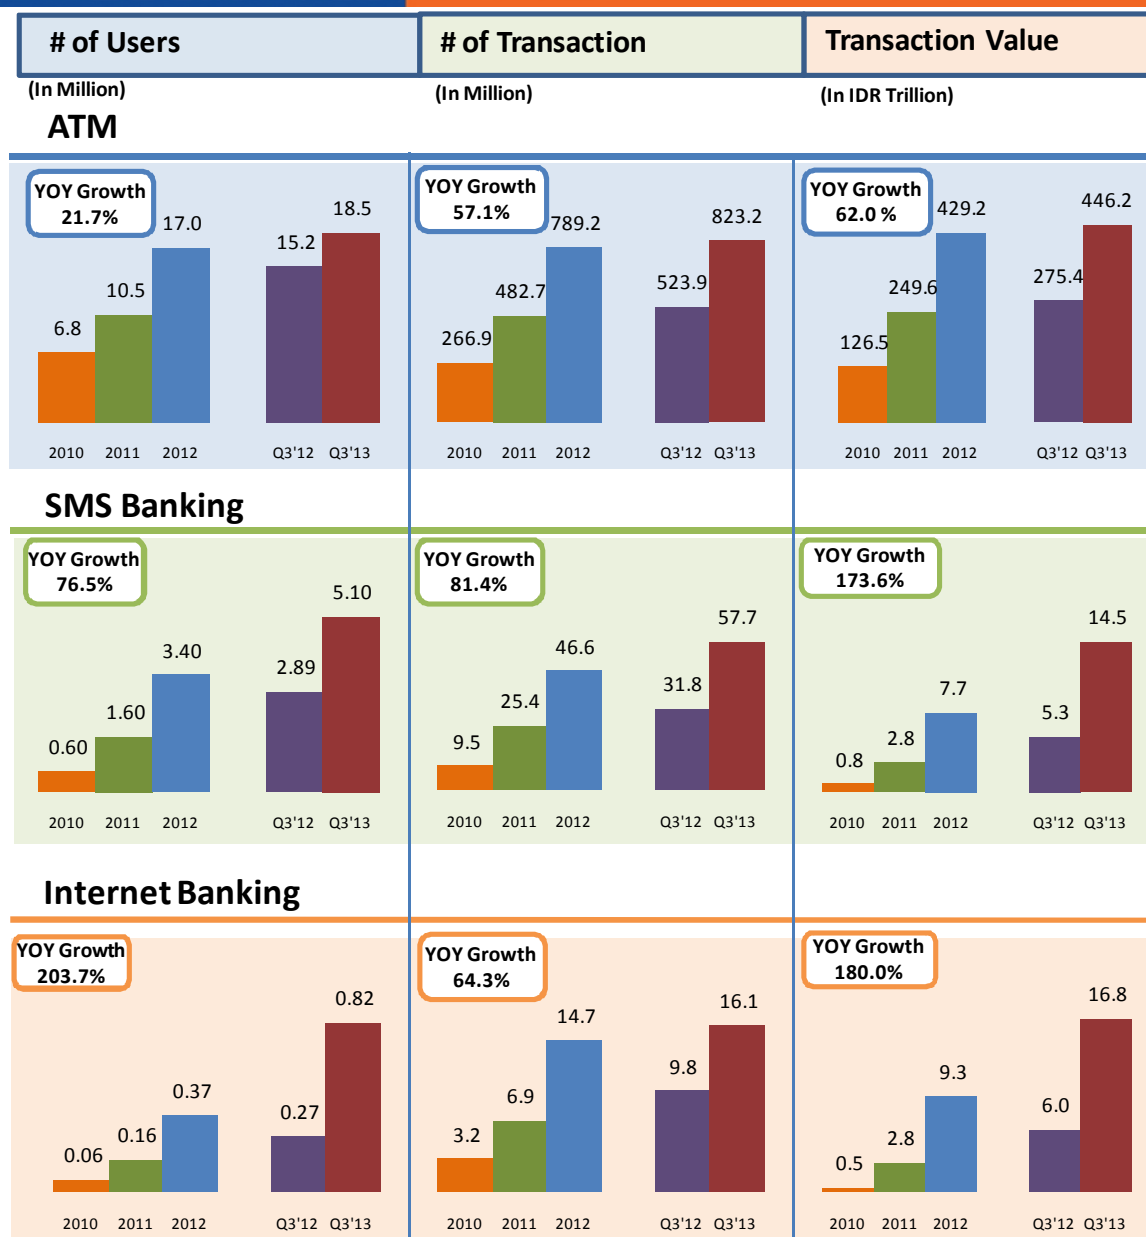 # of Users
# of Transaction
Transaction Value
(In Million)
(In Million)
(In IDR Trillion)
ATM
YOY Growth
21.7%
6.8
10.5
17.0
15.2
18.5
2010 2011 2012 Q3'12 Q3'13
YOY Growth
57.1%
266.9
482.7
789.2
523.9
823.2
2010 2011 2012 Q3'12 Q3'13
YOY Growth
62.0 %
126.5
249.6
429.2
275.4
446.2
2010 2011 2012 Q3'12 Q3'13
SMS Banking
YOY Growth
76.5%
0.60
1.60
3.40
2.89
5.10
2010 2011 2012 Q3'12 Q3'13
YOY Growth
81.4%
9.5
25.4
46.6
31.8
57.7
2010 2011 2012 Q3'12 Q3'13
YOY Growth
173.6%
0.8
2.8
7.7
5.3
14.5
2010 2011 2012 Q3'12 Q3'13
Internet Banking
YOY Growth
203.7%
0.06
0.16
0.37
0.27
0.82
2010 2011 2012 Q3'12 Q3'13
YOY Growth
64.3%
3.2
6.9
14.7
9.8
16.1
2010 2011 2012 Q3'12 Q3'13
YOY Growth
180.0%
0.5
2.8
9.3
6.0
16.8
2010 2011 2012 Q3'12 Q3'13